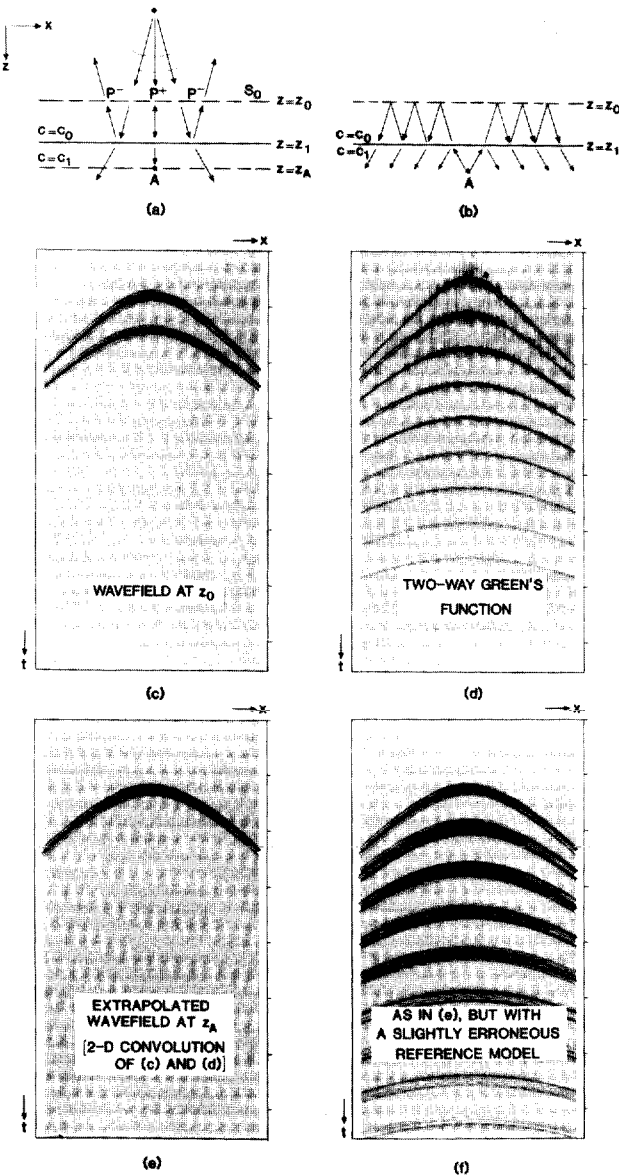 x
z
P⁻ P⁺ P⁻ S₀ z=z₀
c=c₀
z=z₁
c=c₁
z=z_A
A
(a)
z=z₀
c=c₀
c=c₁
z=z₁
A
(b)
x
WAVEFIELD AT z₀
t
(c)
x
TWO-WAY GREEN'S
FUNCTION
t
(d)
x
EXTRAPOLATED
WAVEFIELD AT z_A
[2-D CONVOLUTION
OF (c) AND (d)]
t
(e)
x
AS IN (e), BUT WITH
A SLIGHTLY ERRONEOUS
REFERENCE MODEL
t
(f)